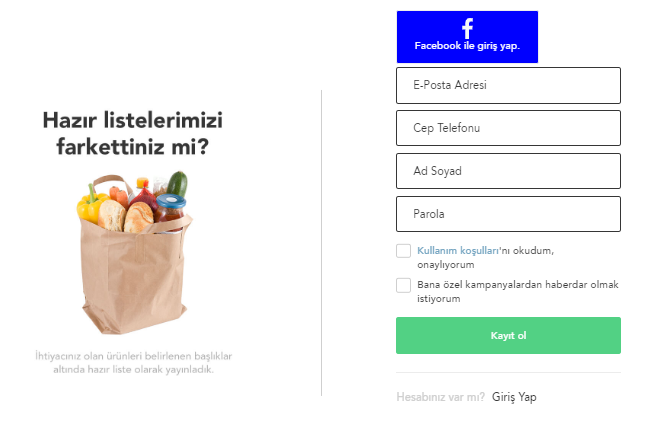 Hazır listelerimizi
farkettiniz mi?
İhtiyacınız olan ürünleri belirlenen başlıklar
altında hazır liste olarak yayınladık.
Facebook ile giriş yap.
E-Posta Adresi
Cep Telefonu
Ad Soyad
Parola
Kullanım koşulları'nı okudum,
onaylıyorum
Bana özel kampanyalardan haberdar olmak
istiyorum
Kayıt ol
Hesabınız var mı? Giriş Yap